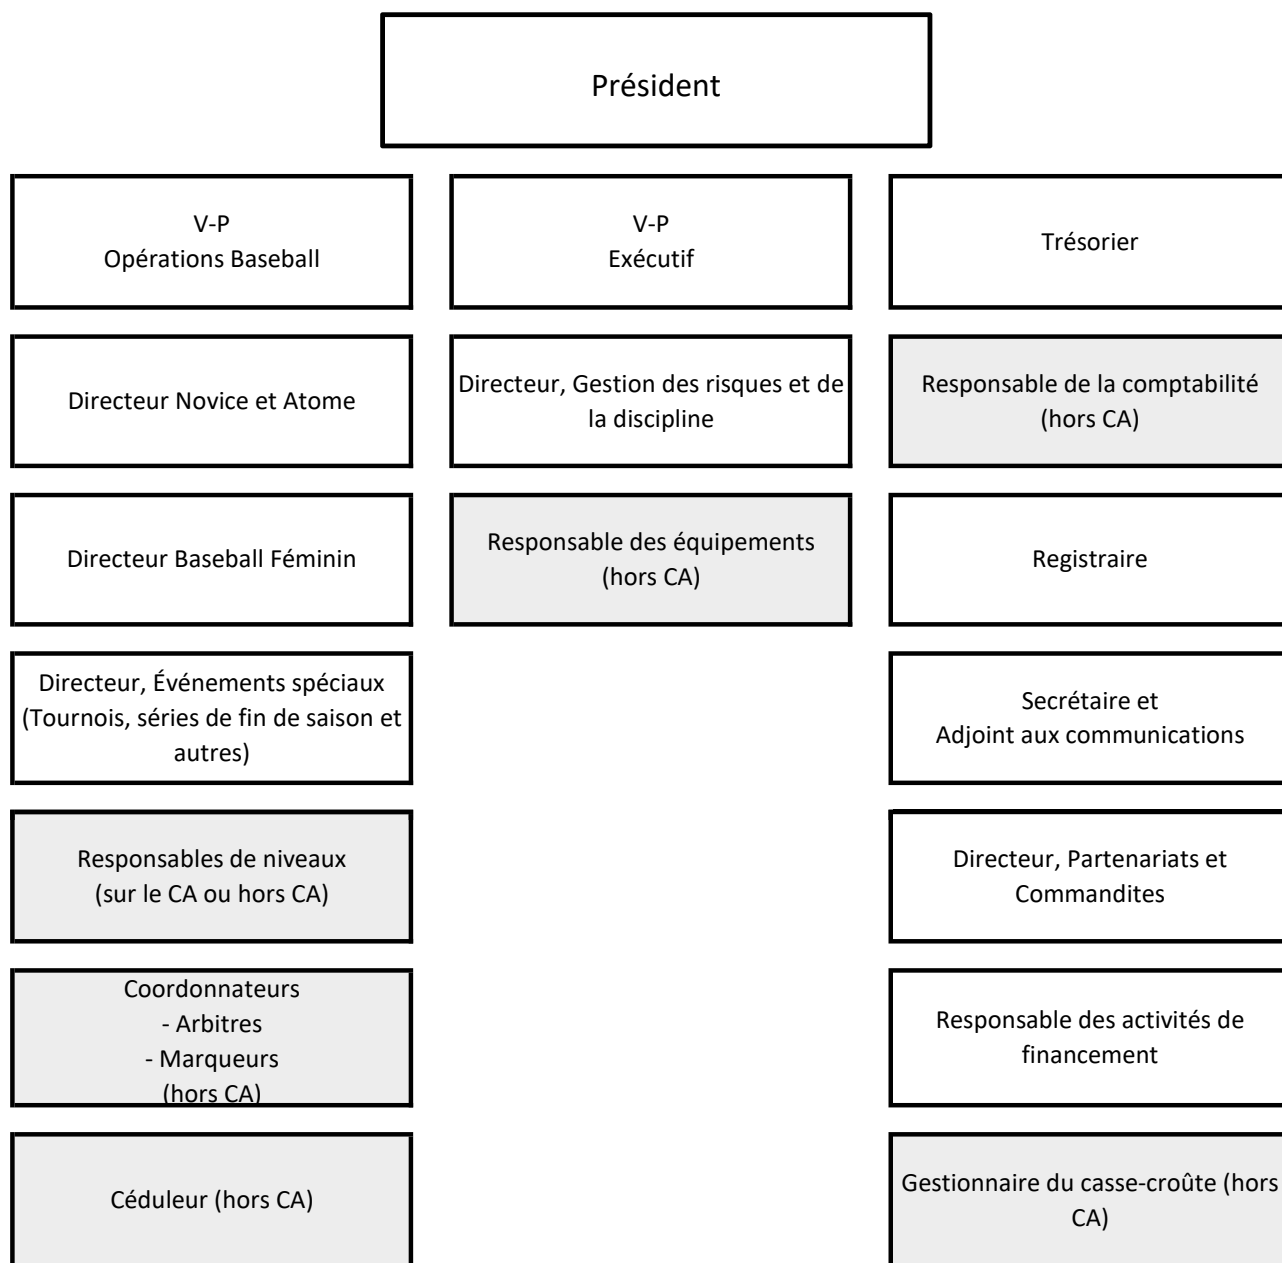 Président
V-P
Opérations Baseball
V-P
Exécutif
Trésorier
Directeur Novice et Atome
Directeur, Gestion des risques et de
la discipline
Responsable de la comptabilité
(hors CA)
Directeur Baseball Féminin
Responsable des équipements
(hors CA)
Registraire
Directeur, Événements spéciaux
(Tournois, séries de fin de saison et
autres)
Secrétaire et
Adjoint aux communications
Responsables de niveaux
(sur le CA ou hors CA)
Directeur, Partenariats et
Commandites
Coordonnateurs
- Arbitres
- Marqueurs
(hors CA)
Responsable des activités de
financement
Céduleur (hors CA)
Gestionnaire du casse-croûte (hors
CA)